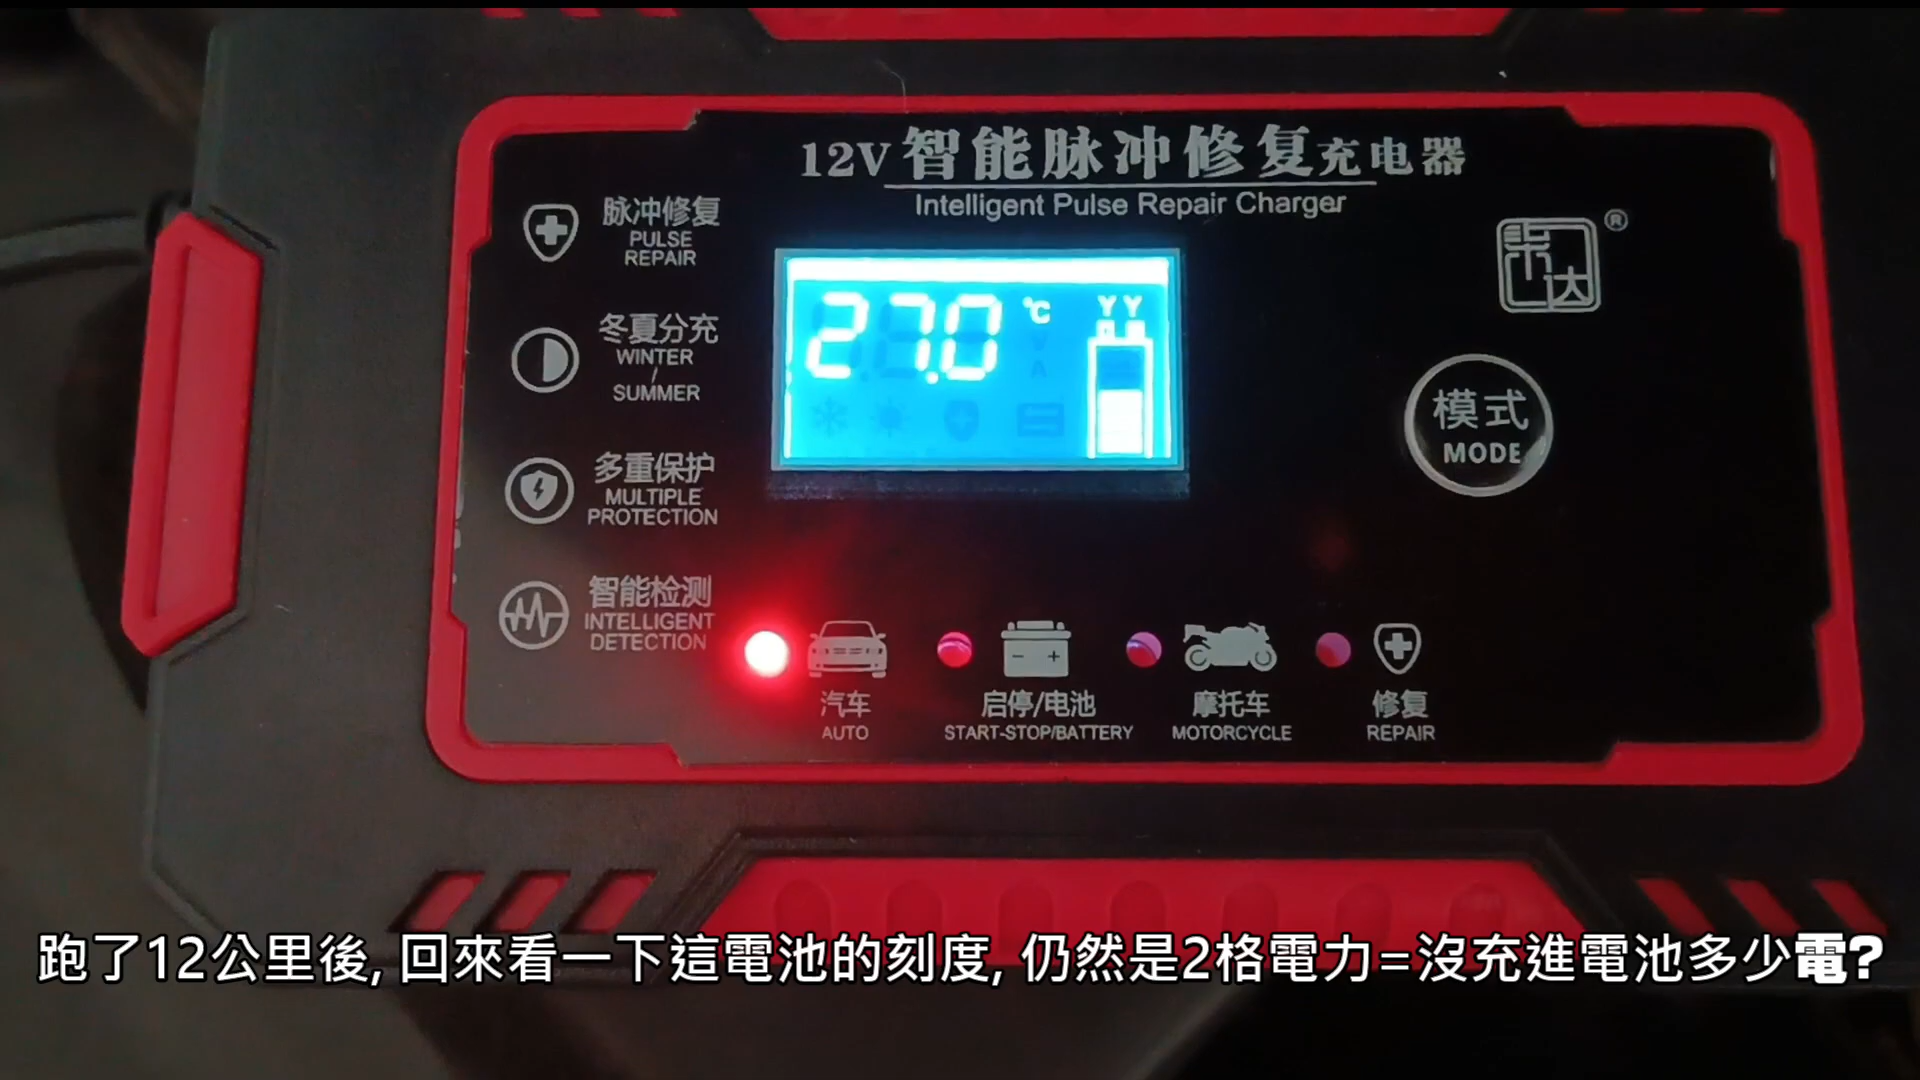 12V智能脉冲修复充电器
Intelligent Pulse Repair Charger
脉冲修复
PULSE
REPAIR
冬夏分充
WINTER
/
SUMMER
多重保护
MULTIPLE
PROTECTION
智能检测
INTELLIGENT
DETECTION
27.0 ℃
柒达 ®
模式
MODE
汽车
AUTO
启停/电池
START-STOP/BATTERY
摩托车
MOTORCYCLE
修复
REPAIR
跑了12公里後, 回來看一下這電池的刻度, 仍然是2格電力=沒充進電池多少電?